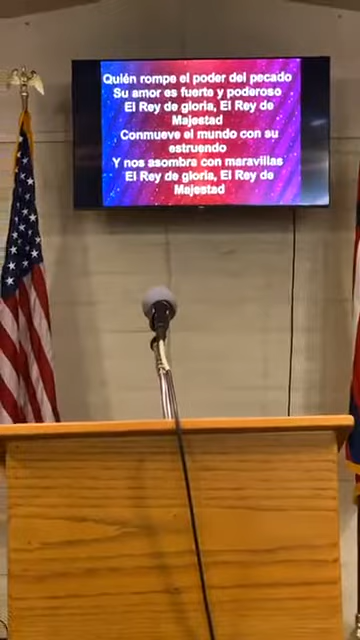 Quién rompe el poder del pecado
Su amor es fuerte y poderoso
El Rey de gloria, El Rey de
Majestad
Conmueve el mundo con su
estruendo
Y nos asombra con maravillas
El Rey de gloria, El Rey de
Majestad